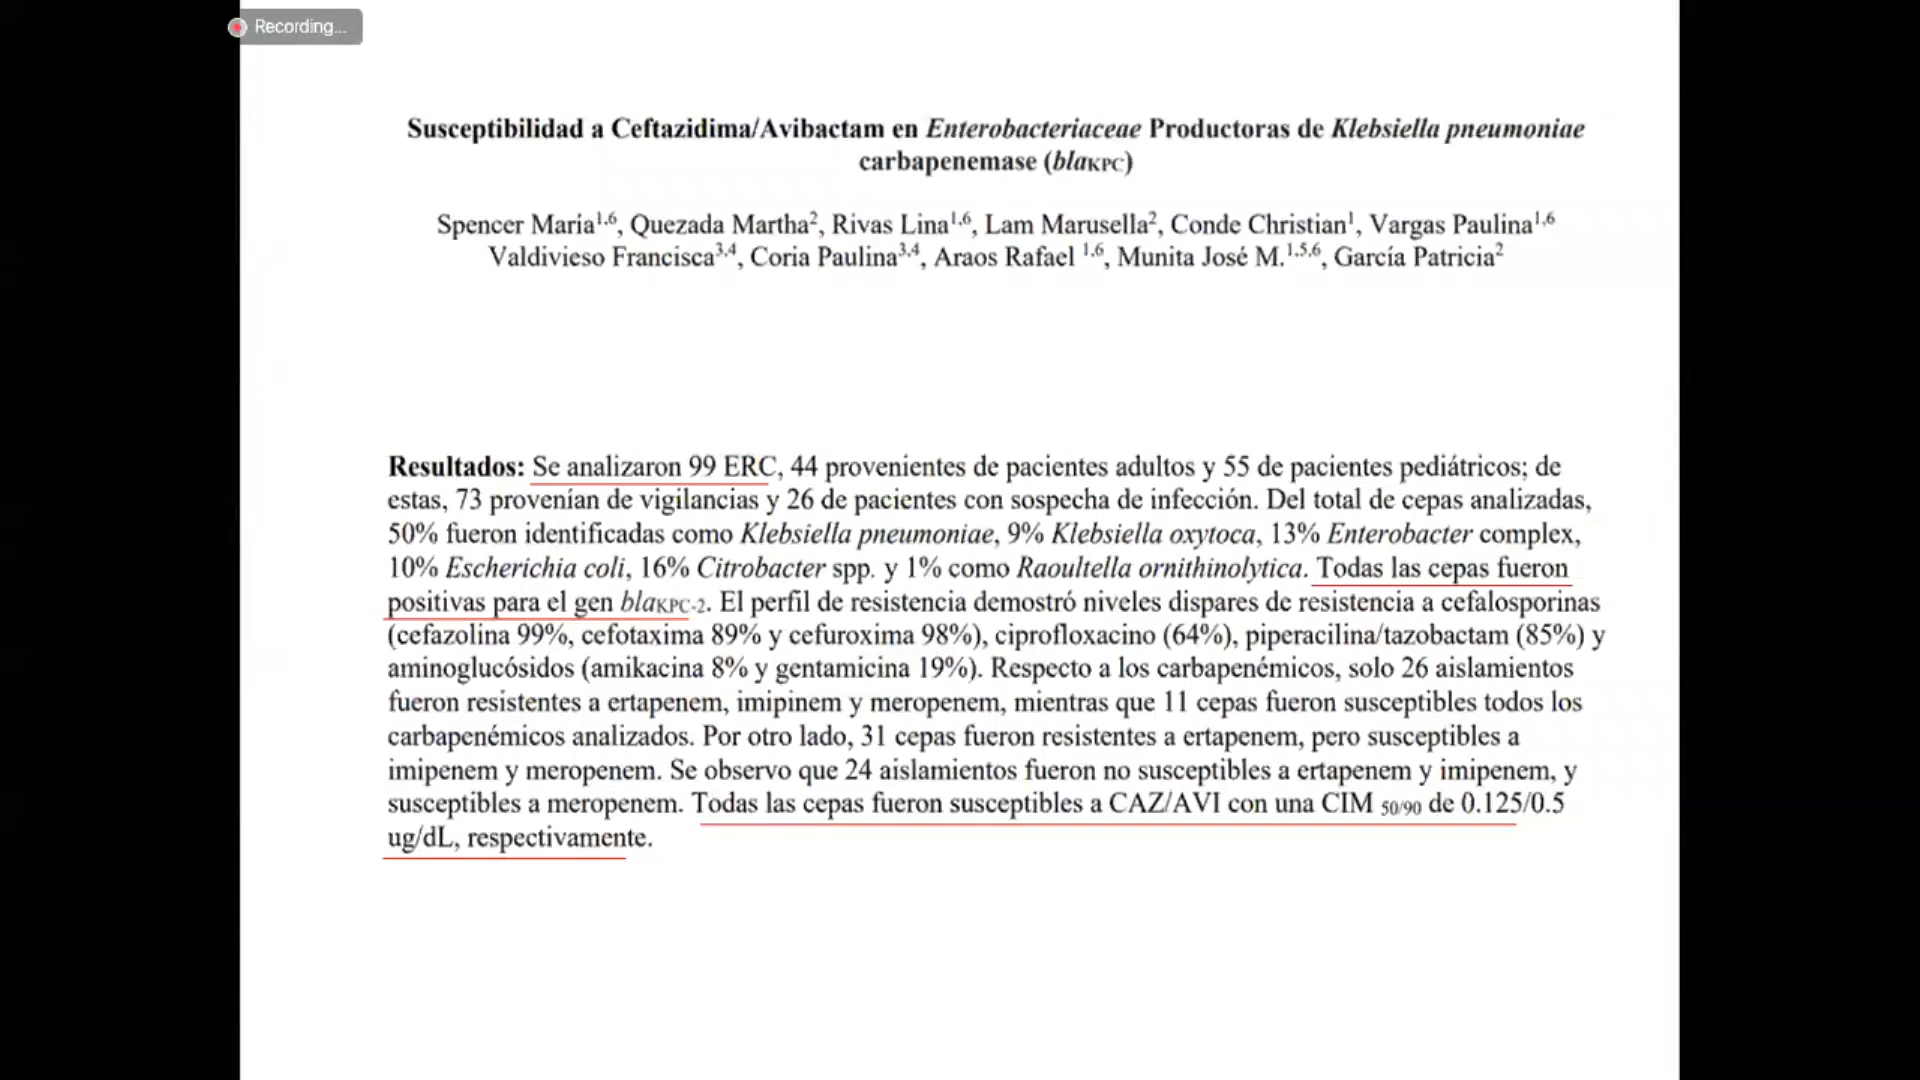 Recording...
Susceptibilidad a Ceftazidima/Avibactam en Enterobacteriaceae Productoras de Klebsiella pneumoniae
carbapenemase (blaKPC)
Spencer María1,6, Quezada Martha2, Rivas Lina1,6, Lam Marusella2, Conde Christian1, Vargas Paulina1,6
Valdivieso Francisca3,4, Coria Paulina3,4, Araos Rafael 1,6, Munita José M.1,5,6, García Patricia2
Resultados: Se analizaron 99 ERC, 44 provenientes de pacientes adultos y 55 de pacientes pediátricos; de
estas, 73 provenían de vigilancias y 26 de pacientes con sospecha de infección. Del total de cepas analizadas,
50% fueron identificadas como Klebsiella pneumoniae, 9% Klebsiella oxytoca, 13% Enterobacter complex,
10% Escherichia coli, 16% Citrobacter spp. y 1% como Raoultella ornithinolytica. Todas las cepas fueron
positivas para el gen blaKPC-2. El perfil de resistencia demostró niveles dispares de resistencia a cefalosporinas
(cefazolina 99%, cefotaxima 89% y cefuroxima 98%), ciprofloxacino (64%), piperacilina/tazobactam (85%) y
aminoglucósidos (amikacina 8% y gentamicina 19%). Respecto a los carbapenémicos, solo 26 aislamientos
fueron resistentes a ertapenem, imipinem y meropenem, mientras que 11 cepas fueron susceptibles todos los
carbapenémicos analizados. Por otro lado, 31 cepas fueron resistentes a ertapenem, pero susceptibles a
imipenem y meropenem. Se observo que 24 aislamientos fueron no susceptibles a ertapenem y imipenem, y
susceptibles a meropenem. Todas las cepas fueron susceptibles a CAZ/AVI con una CIM 50/90 de 0.125/0.5
ug/dL, respectivamente.